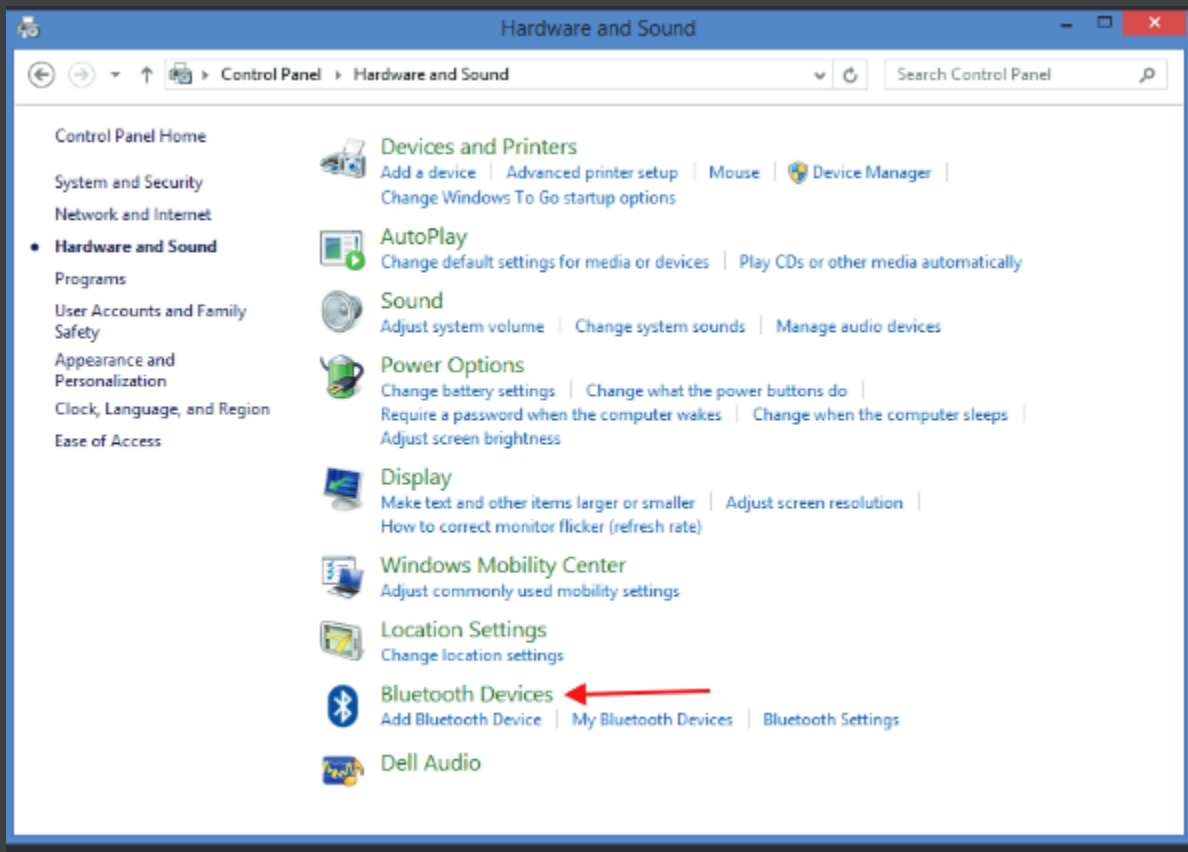 Hardware and Sound
Control Panel Hardware and Sound
Search Control Panel
Control Panel Home
System and Security
Network and Internet
Hardware and Sound
Programs
User Accounts and Family
Safety
Appearance and
Personalization
Clock, Language, and Region
Ease of Access
Devices and Printers
Add a device Advanced printer setup Mouse Device Manager
Change Windows To Go startup options
AutoPlay
Change default settings for media or devices Play CDs or other media automatically
Sound
Adjust system volume Change system sounds Manage audio devices
Power Options
Change battery settings Change what the power buttons do
Require a password when the computer wakes Change when the computer sleeps
Adjust screen brightness
Display
Make text and other items larger or smaller Adjust screen resolution
How to correct monitor flicker (refresh rate)
Windows Mobility Center
Adjust commonly used mobility settings
Location Settings
Change location settings
Bluetooth Devices
Add Bluetooth Device My Bluetooth Devices Bluetooth Settings
Dell Audio